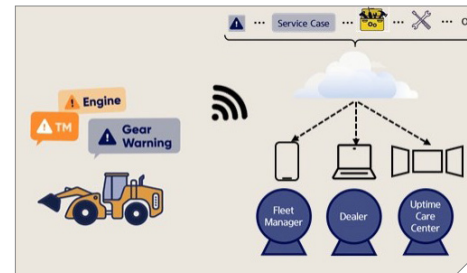 Service Case
Engine
TM
Gear
Warning
Fleet
Manager
Dealer
Uptime
Care
Center